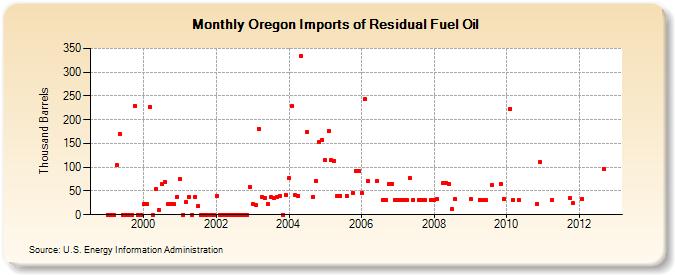 Monthly Oregon Imports of Residual Fuel Oil
Thousand Barrels
350
300
250
200
150
100
50
0
2000 2002 2004 2006 2008 2010 2012
Source: U.S. Energy Information Administration